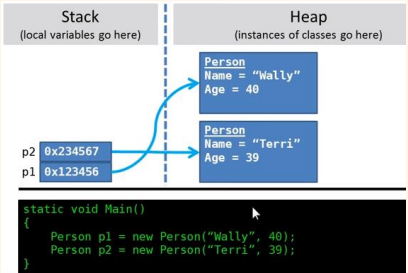 Stack
(local variables go here)
Heap
(instances of classes go here)
Person
Name = “Wally”
Age = 40
Person
Name = “Terri”
Age = 39
p2 0x234567
p1 0x123456
static void Main()
{
Person p1 = new Person(“Wally”, 40);
Person p2 = new Person(“Terri”, 39);
}